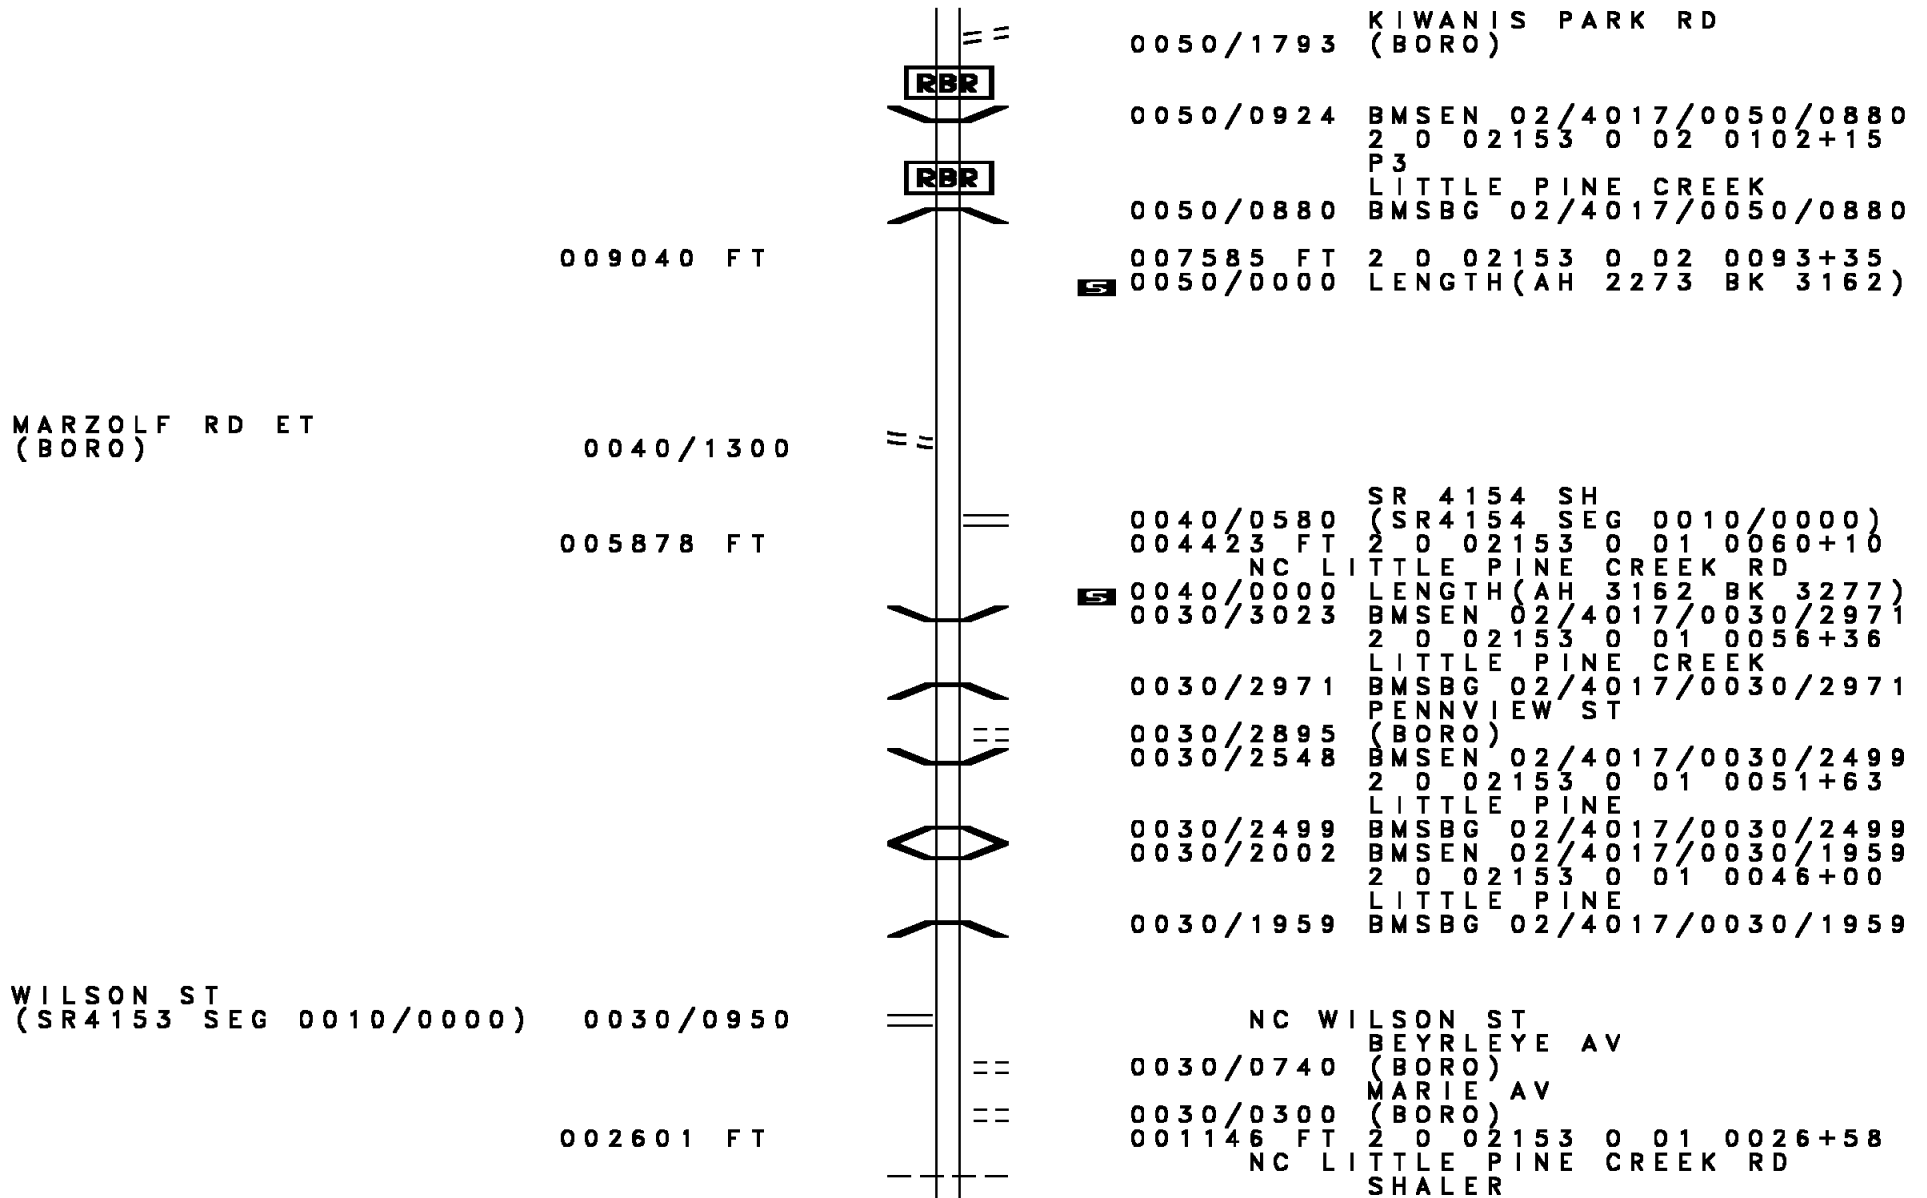 KIWANIS PARK RD
0050/1793 (BORO)
RBR
0050/0924 BMSEN 02/4017/0050/0880
2 0 02153 0 02 0102+15
P3
RBR
LITTLE PINE CREEK
0050/0880 BMSBG 02/4017/0050/0880
009040 FT 007585 FT 2 0 02153 0 02 0093+35
S 0050/0000 LENGTH(AH 2273 BK 3162)
MARZOLF RD ET
(BORO) 0040/1300
SR 4154 SH
0040/0580 (SR4154 SEG 0010/0000)
005878 FT 004423 FT 2 0 02153 0 01 0060+10
NC LITTLE PINE CREEK RD
S 0040/0000 LENGTH(AH 3162 BK 3277)
0030/3023 BMSEN 02/4017/0030/2971
2 0 02153 0 01 0056+36
LITTLE PINE CREEK
0030/2971 BMSBG 02/4017/0030/2971
PENNVIEW ST
0030/2895 (BORO)
0030/2548 BMSEN 02/4017/0030/2499
2 0 02153 0 01 0051+63
LITTLE PINE
0030/2499 BMSBG 02/4017/0030/2499
0030/2002 BMSEN 02/4017/0030/1959
2 0 02153 0 01 0046+00
LITTLE PINE
0030/1959 BMSBG 02/4017/0030/1959
WILSON ST
(SR4153 SEG 0010/0000) 0030/0950 NC WILSON ST
BEYRLEYE AV
0030/0740 (BORO)
MARIE AV
0030/0300 (BORO)
002601 FT 001146 FT 2 0 02153 0 01 0026+58
NC LITTLE PINE CREEK RD
SHALER